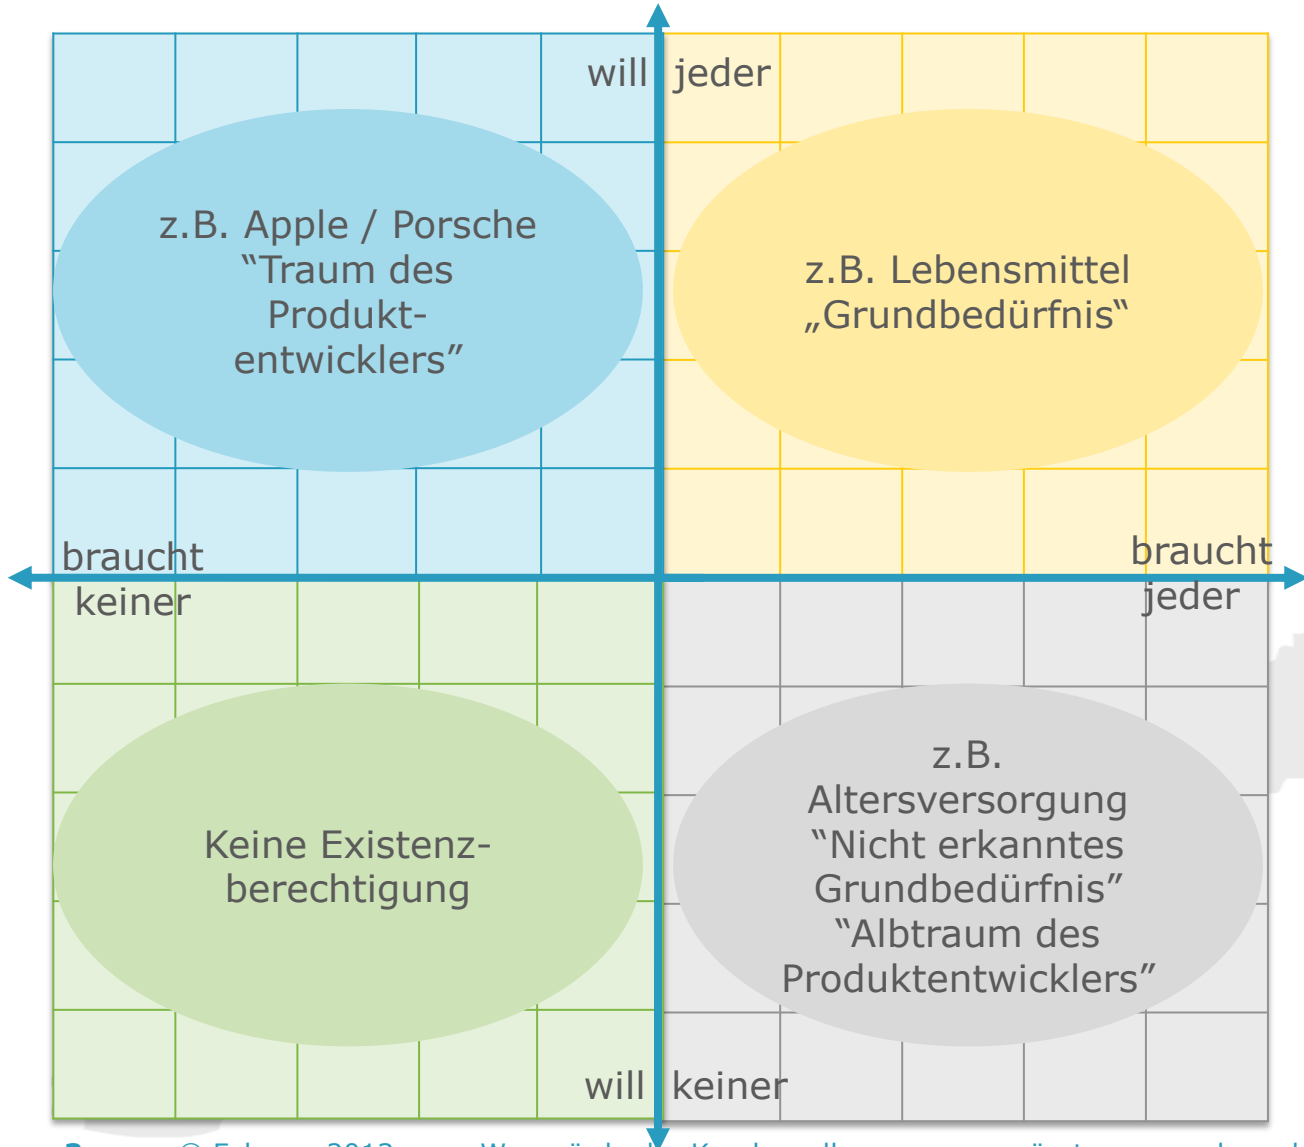 will jeder
z.B. Apple / Porsche
“Traum des
Produkt-
entwicklers”
z.B. Lebensmittel
„Grundbedürfnis“
braucht
keiner
braucht
jeder
Keine Existenz-
berechtigung
z.B.
Altersversorgung
“Nicht erkanntes
Grundbedürfnis”
“Albtraum des
Produktentwicklers”
will keiner